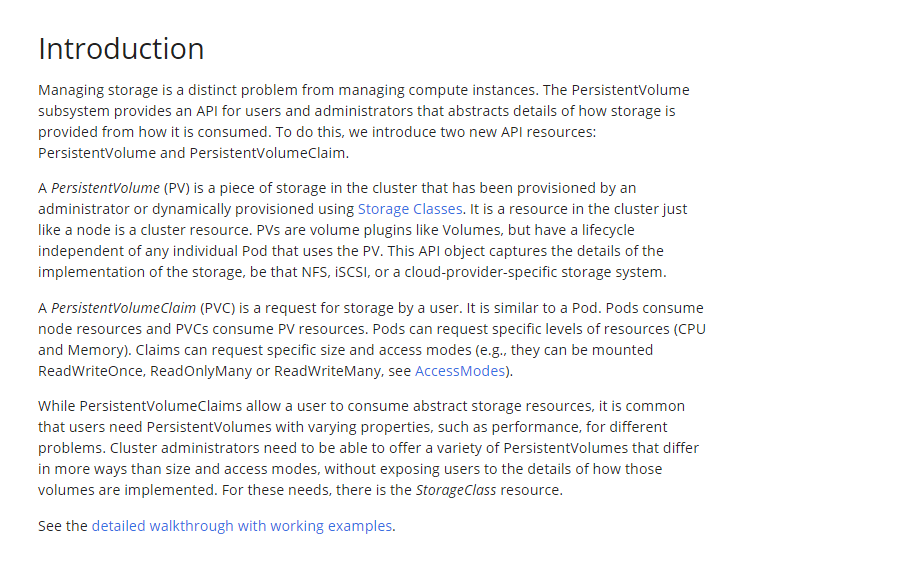 Introduction
Managing storage is a distinct problem from managing compute instances. The PersistentVolume
subsystem provides an API for users and administrators that abstracts details of how storage is
provided from how it is consumed. To do this, we introduce two new API resources:
PersistentVolume and PersistentVolumeClaim.
A PersistentVolume (PV) is a piece of storage in the cluster that has been provisioned by an
administrator or dynamically provisioned using Storage Classes. It is a resource in the cluster just
like a node is a cluster resource. PVs are volume plugins like Volumes, but have a lifecycle
independent of any individual Pod that uses the PV. This API object captures the details of the
implementation of the storage, be that NFS, iSCSI, or a cloud-provider-specific storage system.
A PersistentVolumeClaim (PVC) is a request for storage by a user. It is similar to a Pod. Pods consume
node resources and PVCs consume PV resources. Pods can request specific levels of resources (CPU
and Memory). Claims can request specific size and access modes (e.g., they can be mounted
ReadWriteOnce, ReadOnlyMany or ReadWriteMany, see AccessModes).
While PersistentVolumeClaims allow a user to consume abstract storage resources, it is common
that users need PersistentVolumes with varying properties, such as performance, for different
problems. Cluster administrators need to be able to offer a variety of PersistentVolumes that differ
in more ways than size and access modes, without exposing users to the details of how those
volumes are implemented. For these needs, there is the StorageClass resource.
See the detailed walkthrough with working examples.